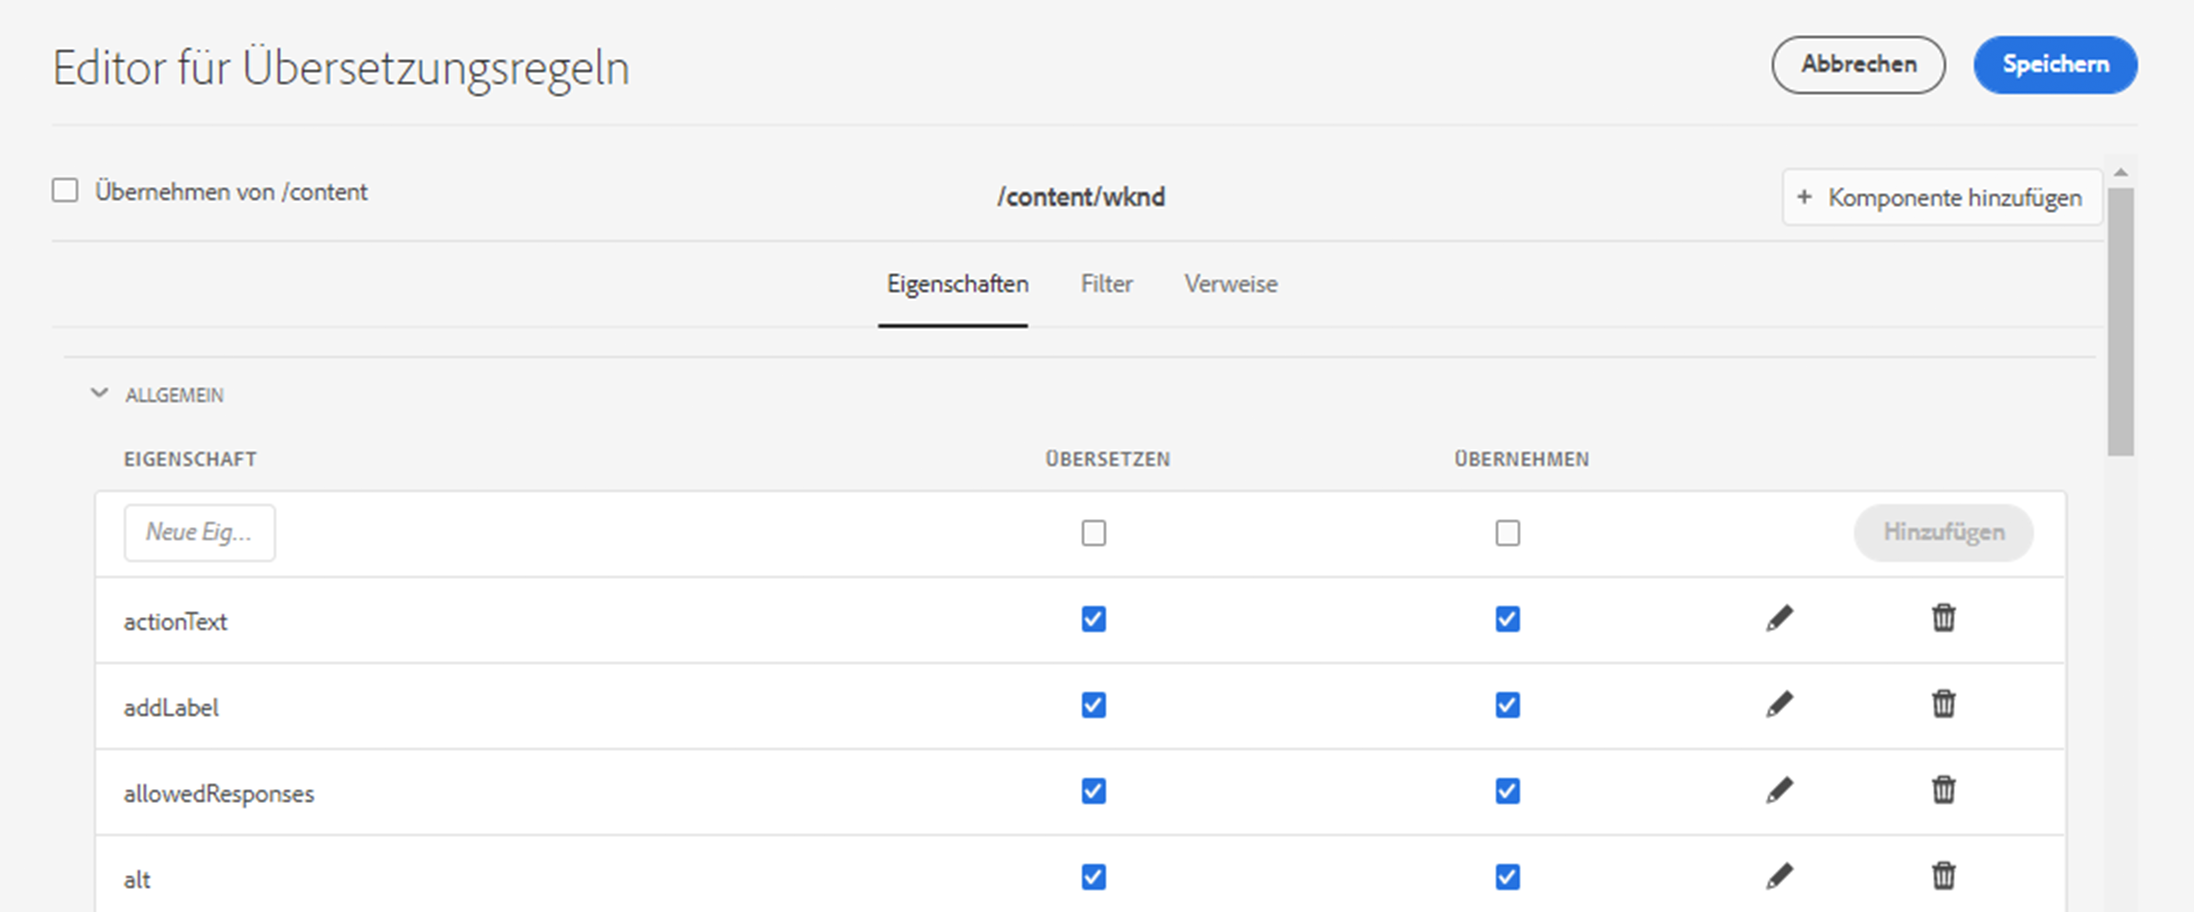 Editor für Übersetzungsregeln
Abbrechen
Speichern
Übernehmen von /content
/content/wknd
+ Komponente hinzufügen
Eigenschaften
Filter
Verweise
ALLGEMEIN
EIGENSCHAFT
ÜBERSETZEN
ÜBERNEHMEN
Neue Eig...
Hinzufügen
actionText
addLabel
allowedResponses
alt